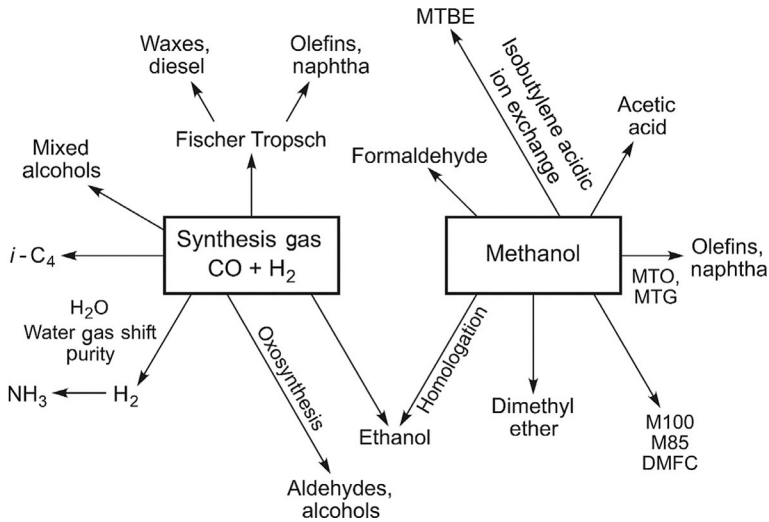 MTBE
Waxes,
diesel
Olefins,
naphtha
Isobutylene acidic
ion exchange
Acetic
acid
Fischer Tropsch
Mixed
alcohols
Formaldehyde
i-C₄
Synthesis gas
CO + H₂
Methanol
Olefins,
naphtha
MTO,
MTG
H₂O
Water gas shift
purity
Oxosynthesis
Homologation
NH₃
H₂
Ethanol
Dimethyl
ether
M100
M85
DMFC
Aldehydes,
alcohols